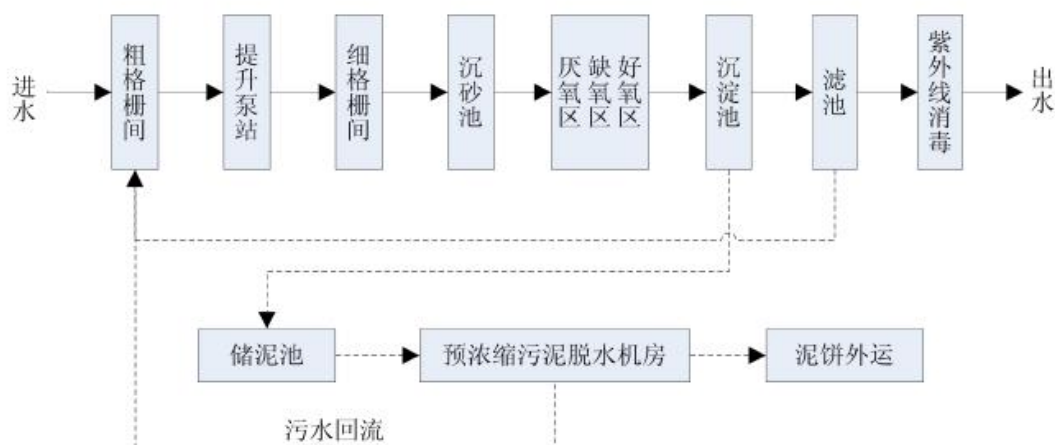 进水
粗格栅间
提升泵站
细格栅间
沉砂池
厌氧区
缺氧区
好氧区
沉淀池
滤池
紫外线消毒
出水
储泥池
预浓缩污泥脱水机房
泥饼外运
污水回流